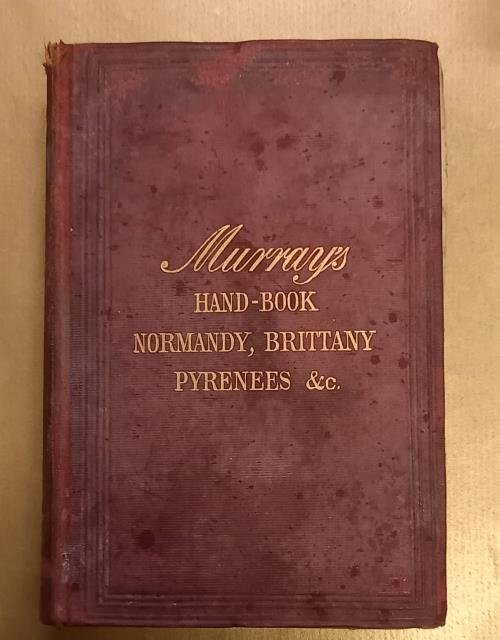 Murray's
HAND-BOOK
NORMANDY, BRITTANY
PYRENEES &c.